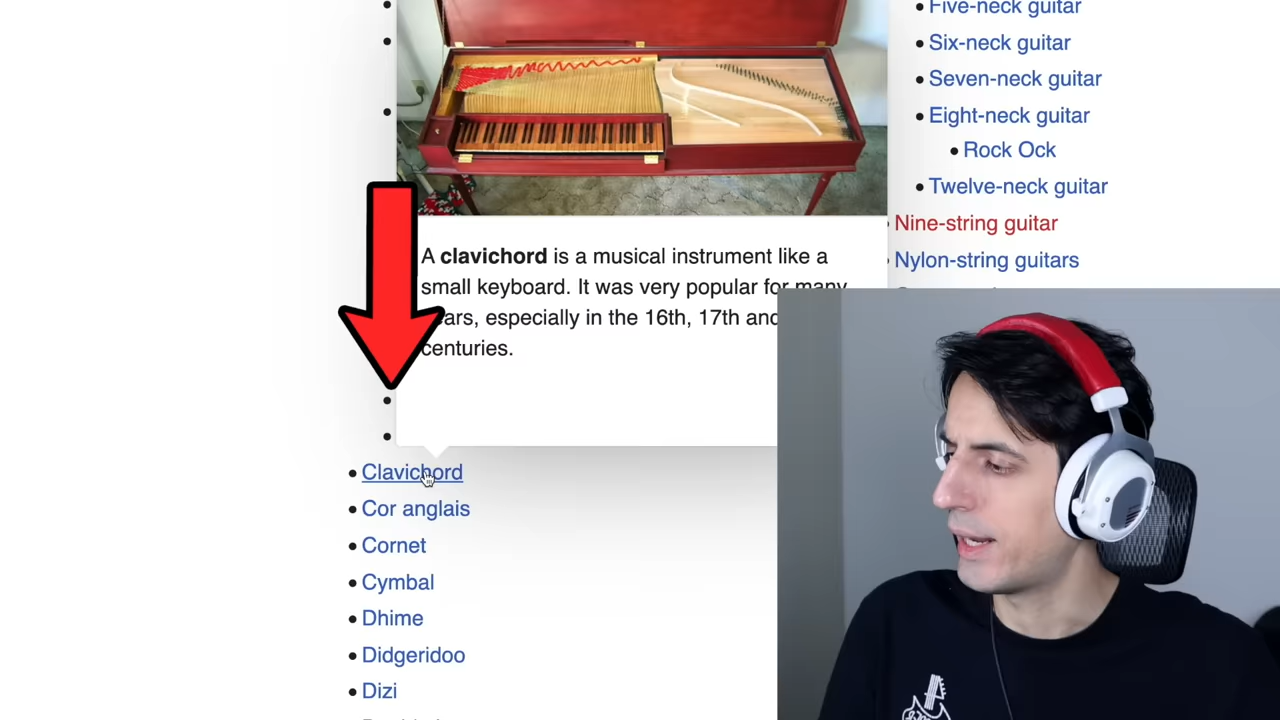 A clavichord is a musical instrument like a
small keyboard. It was very popular for many
especially in the 16th, 17th and
centuries.
Clavichord
Cor anglais
Cornet
Cymbal
Dhime
Didgeridoo
Dizi
Five-neck guitar
Six-neck guitar
Seven-neck guitar
Eight-neck guitar
Rock Ock
Twelve-neck guitar
Nine-string guitar
Nylon-string guitars